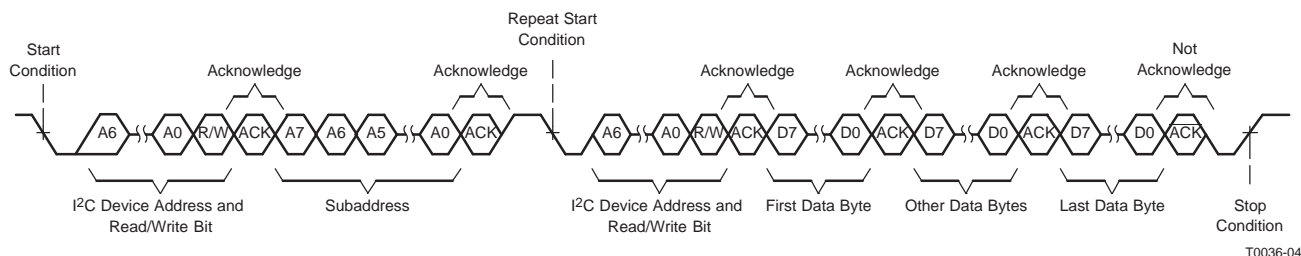 Repeat Start
Condition
Start
Condition
Not
Acknowledge
Acknowledge
Acknowledge
Acknowledge
Acknowledge
Acknowledge
A6 A0 R/W ACK A7 A6 A5 A0 ACK A6 A0 R/W ACK D7 D0 ACK D7 D0 ACK D7 D0 ACK
I2C Device Address and
Read/Write Bit
Subaddress
I2C Device Address and
Read/Write Bit
First Data Byte
Other Data Bytes
Last Data Byte
Stop
Condition
T0036-04